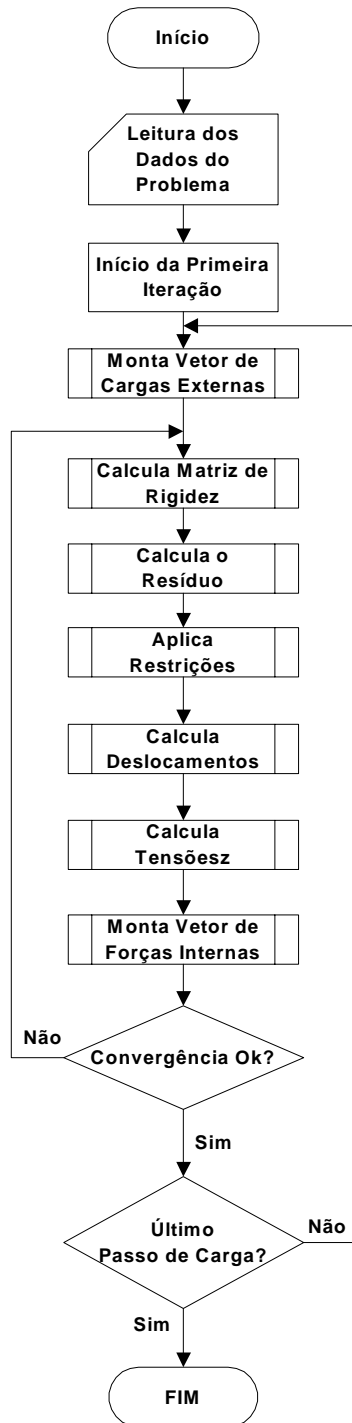 Início
Leitura dos
Dados do
Problema
Início da Primeira
Iteração
Monta Vetor de
Cargas Externas
Calcula Matriz de
Rigidez
Calcula o
Resíduo
Aplica
Restrições
Calcula
Deslocamentos
Calcula
Tensõesz
Monta Vetor de
Forças Internas
Não
Convergência Ok?
Sim
Último
Passo de Carga?
Não
Sim
FIM